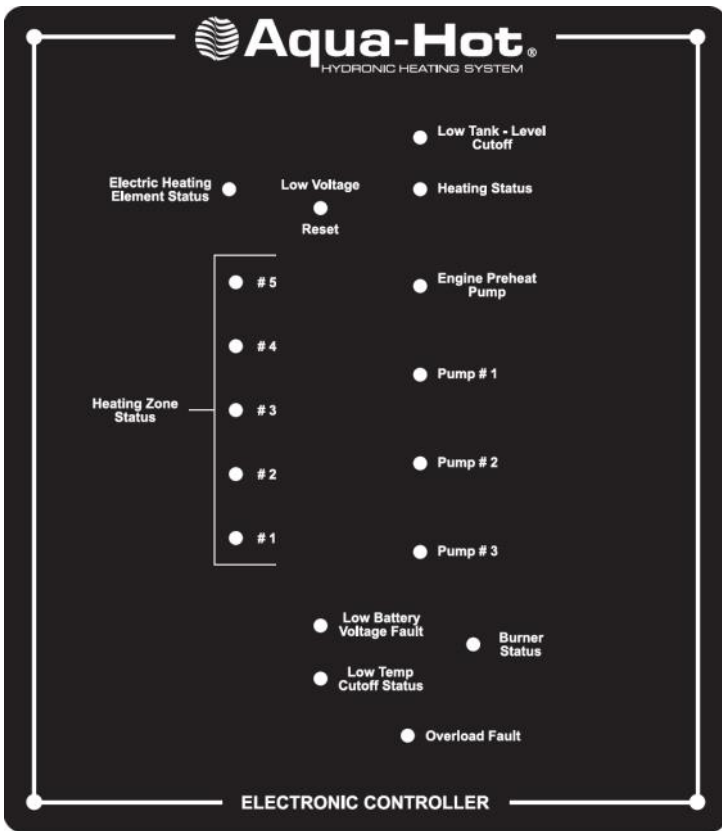 Aqua-Hot®
HYDRONIC HEATING SYSTEM
Low Tank - Level
Cutoff
Electric Heating
Element Status
Low Voltage
Reset
Heating Status
# 5
Engine Preheat
Pump
# 4
Pump # 1
Heating Zone
Status
# 3
# 2
Pump # 2
# 1
Pump # 3
Low Battery
Voltage Fault
Burner
Status
Low Temp
Cutoff Status
Overload Fault
ELECTRONIC CONTROLLER